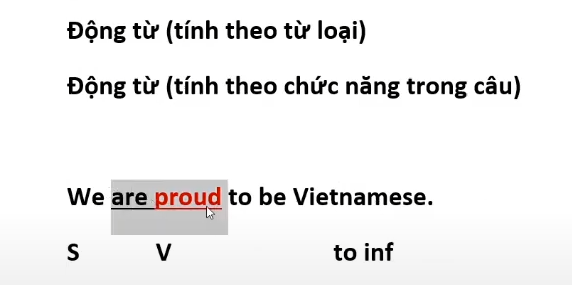 Động từ (tính theo từ loại)
Động từ (tính theo chức năng trong câu)
We are proud to be Vietnamese.
S V to inf